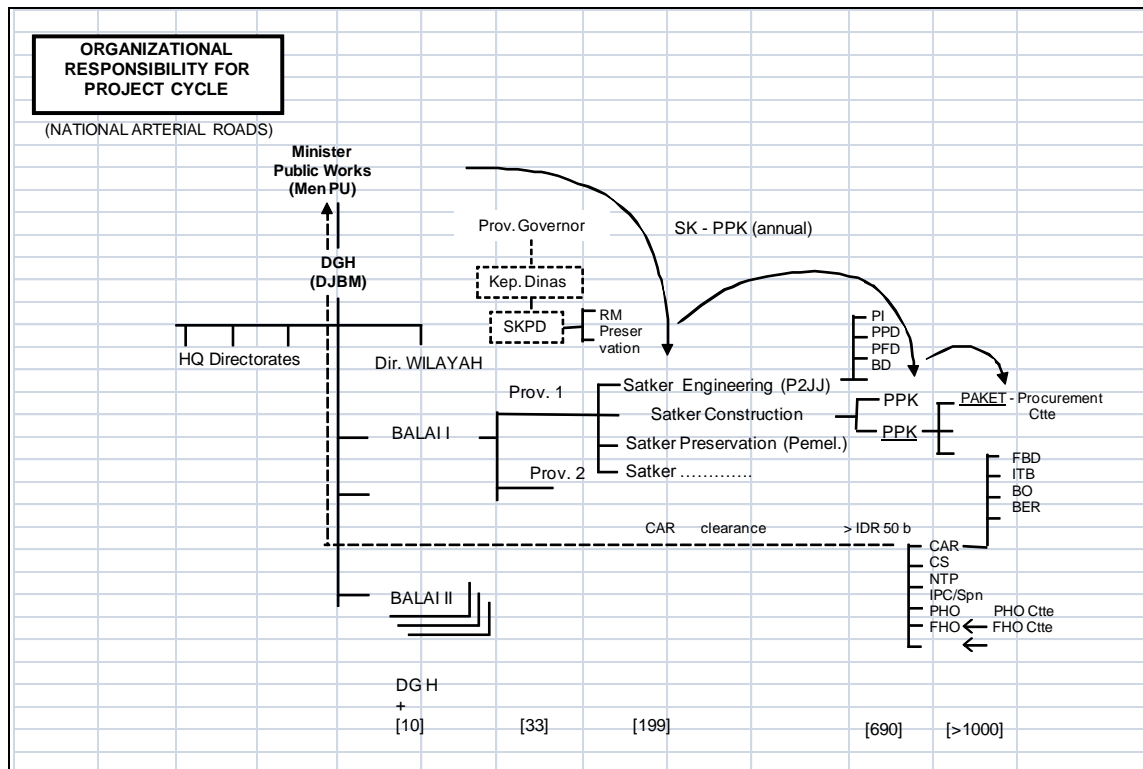 ORGANIZATIONAL
RESPONSIBILITY FOR
PROJECT CYCLE
(NATIONAL ARTERIAL ROADS)
Minister
Public Works
(Men PU)
Prov. Governor
SK - PPK (annual)
DGH
(DJBM)
Kep. Dinas
SKPD
RM
Preser
vation
PI
PPD
PFD
BD
HQ Directorates
Dir. WILAYAH
Prov. 1
Satker Engineering (P2JJ)
Satker Construction
PPK
PAKET - Procurement
Ctte
BALAI I
PPK
Satker Preservation (Pemel.)
Prov. 2
Satker ………….
FBD
ITB
BO
BER
CAR clearance > IDR 50 b
CAR
CS
NTP
IPC/Spn
PHO PHO Ctte
FHO FHO Ctte
BALAI II
DG H
+
[10] [33] [199] [690] [>1000]